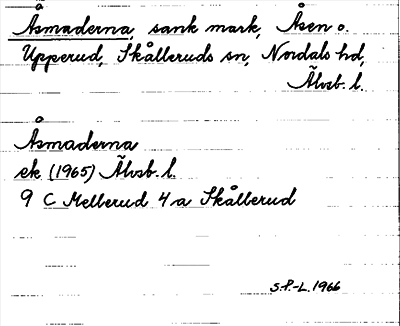 Åsmaderna, sank mark, Åsen o.
Upperud, Skålleruds sn, Nordals hd,
Älvsb. l.
Åsmaderna
ek (1965) Älvsb. l.
9 C Mellerud 4 a Skållerud
S.P.-L. 1966